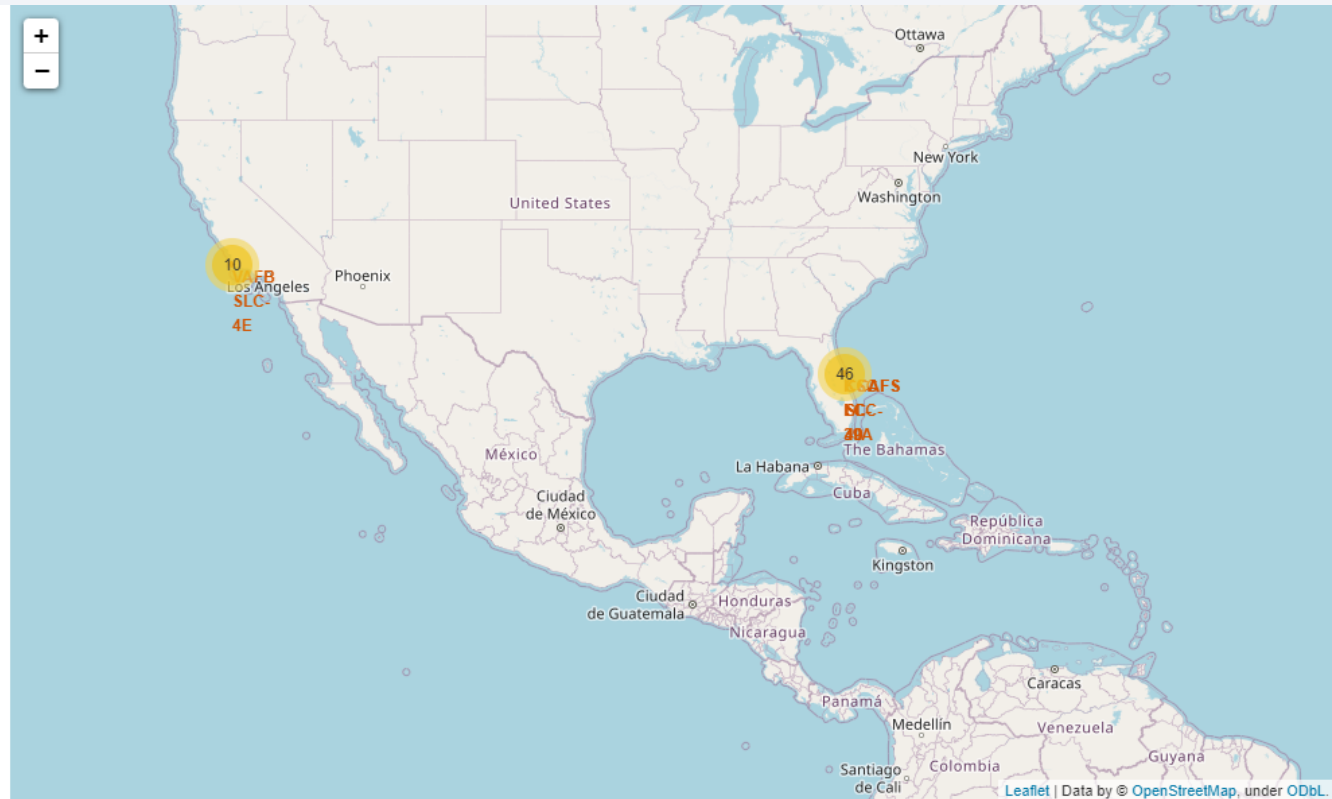 +
−
Ottawa
New York
Washington
United States
10
VAFB
SLC-
4E
Los Angeles
Phoenix
46
México
The Bahamas
La Habana
Cuba
Ciudad
de México
República
Dominicana
Kingston
Ciudad
de Guatemala
Honduras
Nicaragua
Caracas
Panamá
Medellín
Venezuela
Guyana
Santiago
de Cali
Colombia
Leaflet | Data by © OpenStreetMap, under ODbL.